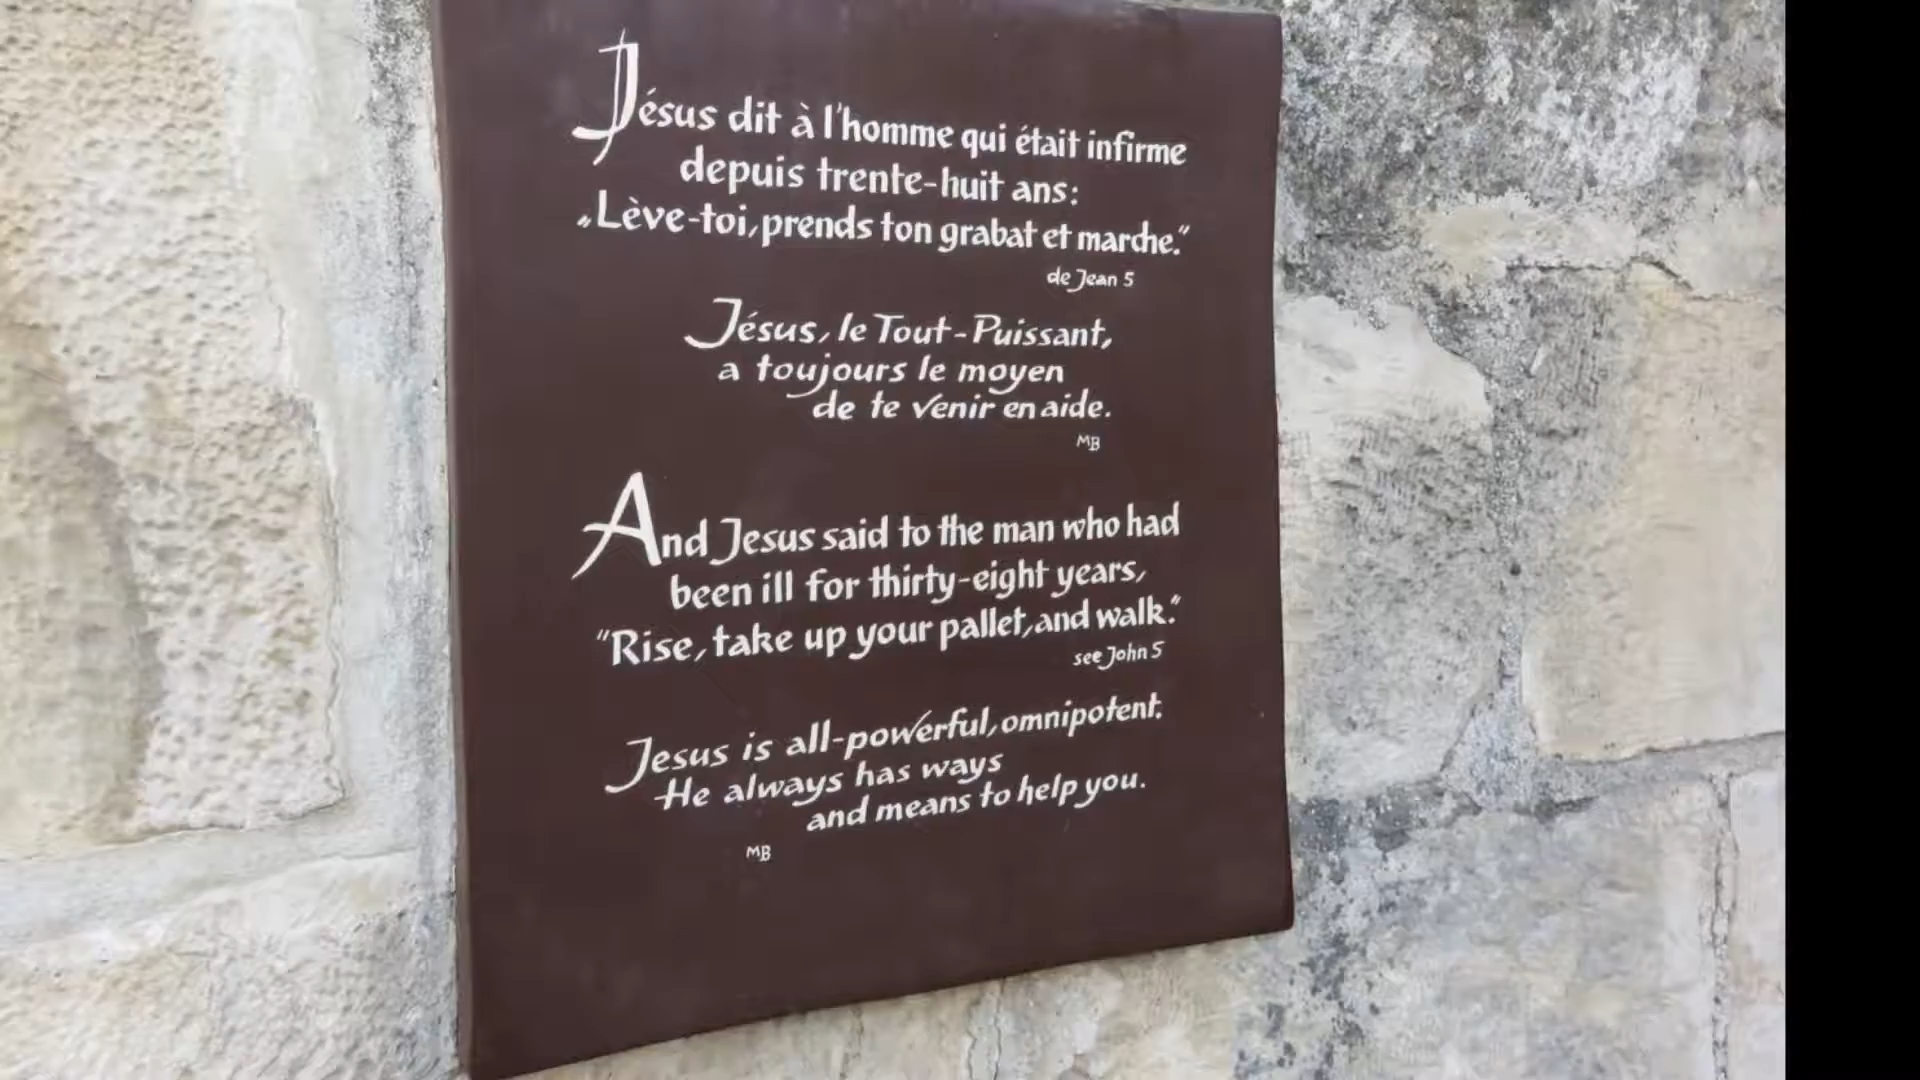 Jésus dit à l'homme qui était infirme
depuis trente-huit ans:
„Lève-toi, prends ton grabat et marche."
de Jean 5
Jésus, le Tout-Puissant,
a toujours le moyen
de te venir en aide.
MB
And Jesus said to the man who had
been ill for thirty-eight years,
"Rise, take up your pallet, and walk."
see John 5
Jesus is all-powerful, omnipotent.
He always has ways
and means to help you.
MB